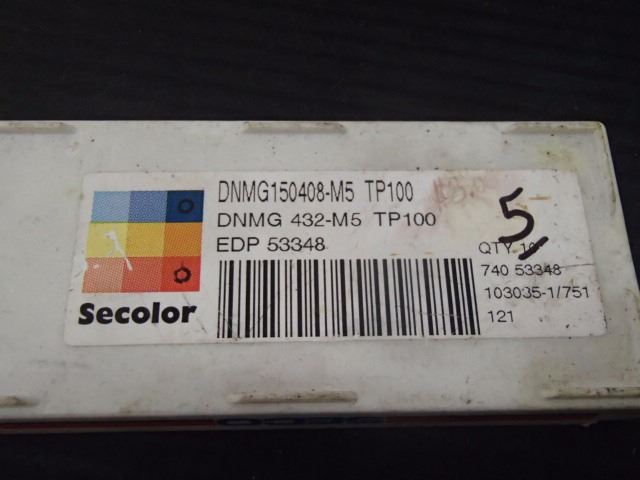 DNMG150408-M5 TP100
DNMG 432-M5 TP100
EDP 53348
5
QTY 10
740 53348
103035-1/751
121
Secolor
SECO